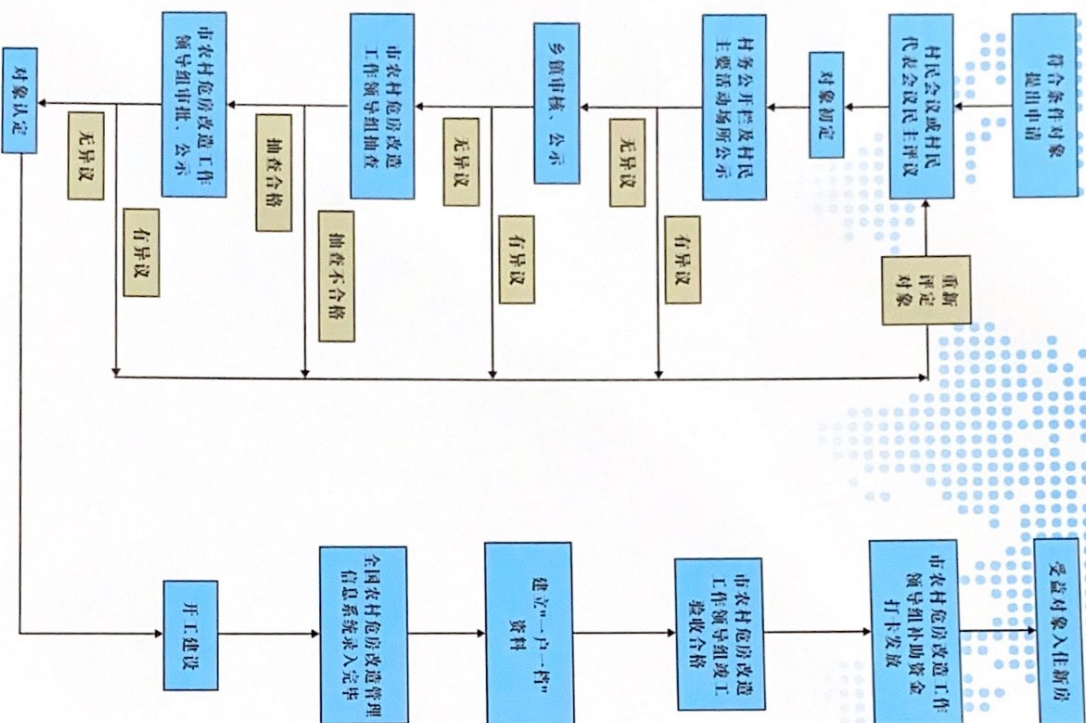 符合条件对象
提出申请
村民会议或村民
代表会议民主评议
对象初定
村务公开栏及村民
主要活动场所公示
无异议
有异议
乡镇审核、公示
无异议
有异议
市农村危房改造
工作领导组抽查
抽查合格
抽查不合格
市农村危房改造工作
领导组审批、公示
无异议
有异议
对象认定
重新
评定
对象
开工建设
全国农村危房改造管理
信息系统录入完毕
建立"一户一档"
资料
市农村危房改造
工作领导组竣工
验收合格
市农村危房改造工作
领导组补助资金
打卡发放
受益对象入住新房